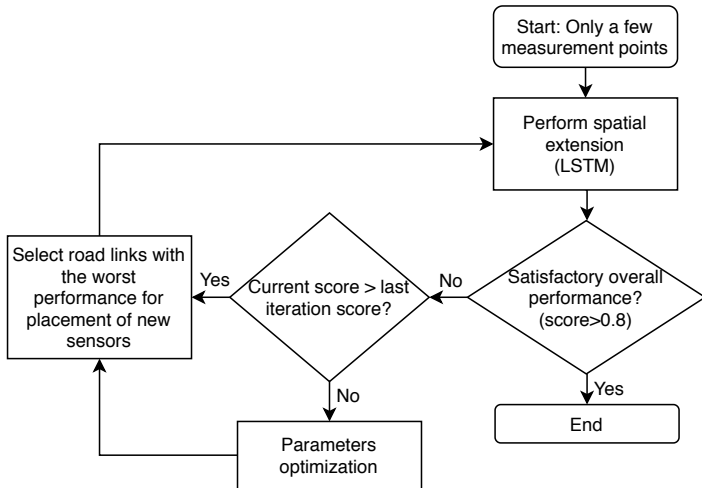 Start: Only a few
measurement points
Perform spatial
extension
(LSTM)
Satisfactory overall
performance?
(score>0.8)
No
Yes
End
Current score > last
iteration score?
Yes
No
Select road links with
the worst
performance for
placement of new
sensors
Parameters
optimization